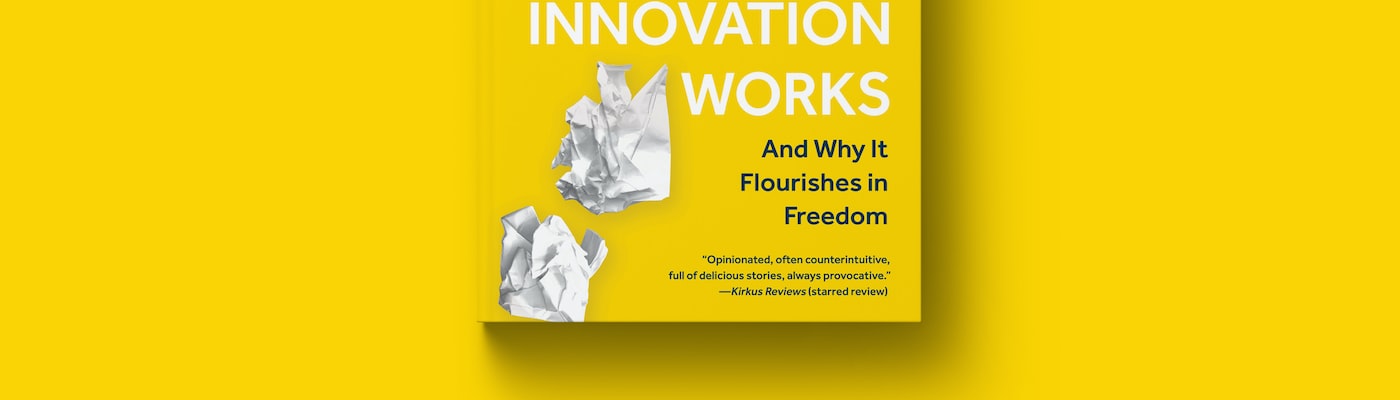 INNOVATION
WORKS
And Why It
Flourishes in
Freedom
“Opinionated, often counterintuitive,
full of delicious stories, always provocative.”
—Kirkus Reviews (starred review)